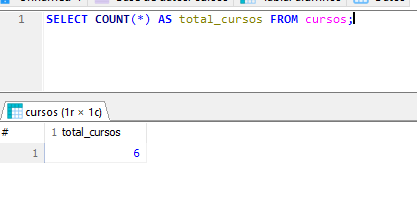 1 SELECT COUNT(*) AS total_cursos FROM cursos;
cursos (1r × 1c)
# 1 total_cursos
1 6